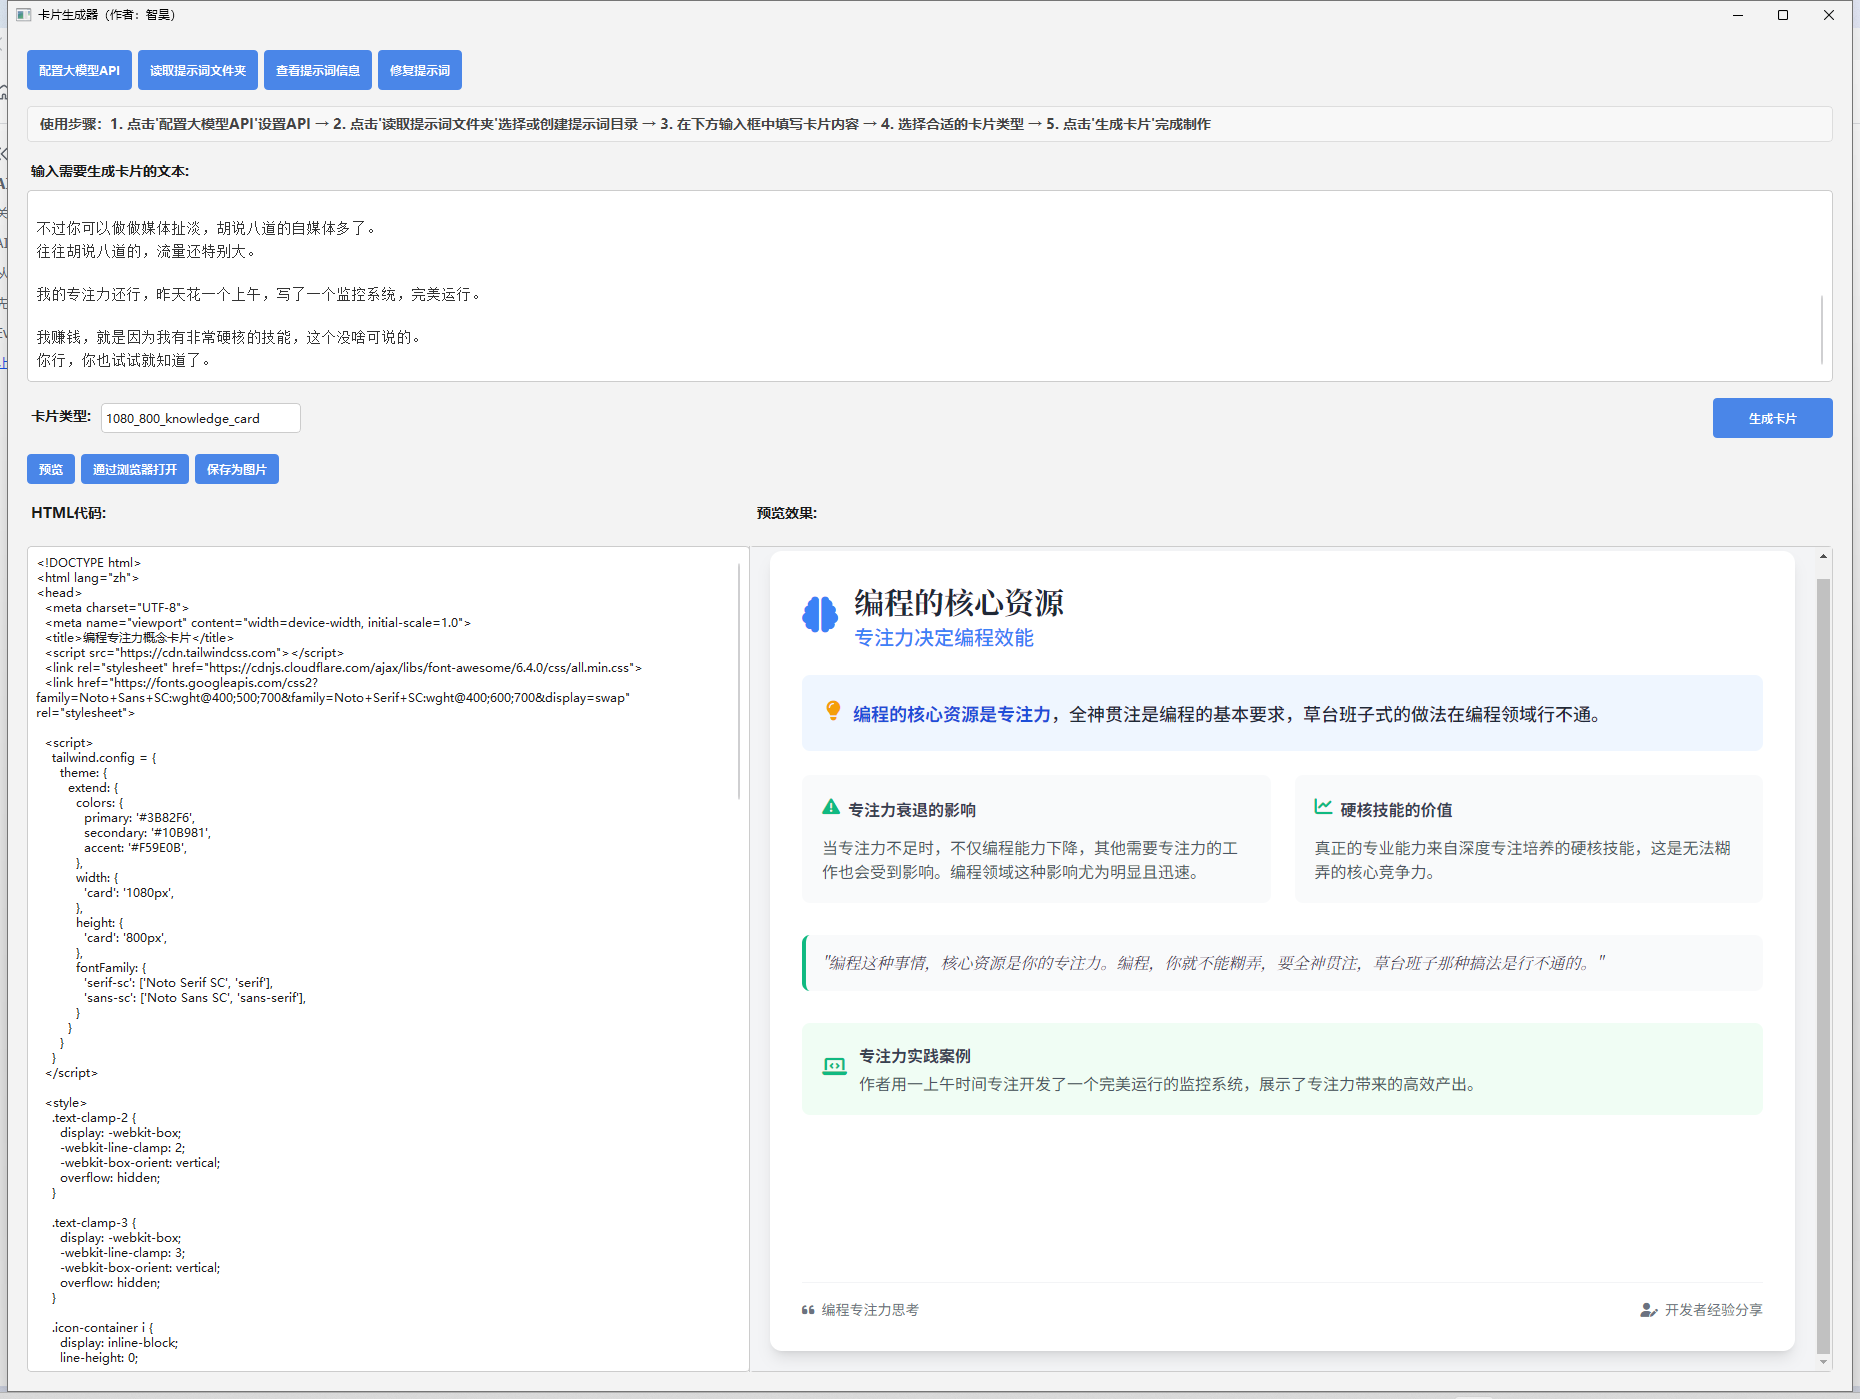 卡片生成器（作者：智昊）
配置大模型API
读取提示词文件夹
查看提示词信息
修复提示词
使用步骤：1. 点击'配置大模型API'设置API → 2. 点击'读取提示词文件夹'选择或创建提示词目录 → 3. 在下方输入框中填写卡片内容 → 4. 选择合适的卡片类型 → 5. 点击'生成卡片'完成制作
输入需要生成卡片的文本:
不过你可以做做媒体扯淡，胡说八道的自媒体多了。
往往胡说八道的，流量还特别大。
我的专注力还行，昨天花一个上午，写了一个监控系统，完美运行。
我赚钱，就是因为我有非常硬核的技能，这个没啥可说的。
你行，你也试试就知道了。
卡片类型:
1080_800_knowledge_card
生成卡片
预览
通过浏览器打开
保存为图片
HTML代码:
<!DOCTYPE html>
<html lang="zh">
<head>
<meta charset="UTF-8">
<meta name="viewport" content="width=device-width, initial-scale=1.0">
<title>编程专注力概念卡片</title>
<script src="https://cdn.tailwindcss.com"></script>
<link rel="stylesheet" href="https://cdnjs.cloudflare.com/ajax/libs/font-awesome/6.4.0/css/all.min.css">
<link href="https://fonts.googleapis.com/css2?
family=Noto+Sans+SC:wght@400;500;700&family=Noto+Serif+SC:wght@400;600;700&display=swap"
rel="stylesheet">
<script>
tailwind.config = {
theme: {
extend: {
colors: {
primary: '#3B82F6',
secondary: '#10B981',
accent: '#F59E0B',
},
width: {
'card': '1080px',
},
height: {
'card': '800px',
},
fontFamily: {
'serif-sc': ['Noto Serif SC', 'serif'],
'sans-sc': ['Noto Sans SC', 'sans-serif'],
}
}
}
}
</script>
<style>
.text-clamp-2 {
display: -webkit-box;
-webkit-line-clamp: 2;
-webkit-box-orient: vertical;
overflow: hidden;
}
.text-clamp-3 {
display: -webkit-box;
-webkit-line-clamp: 3;
-webkit-box-orient: vertical;
overflow: hidden;
}
.icon-container i {
display: inline-block;
line-height: 0;
预览效果:
编程的核心资源
专注力决定编程效能
编程的核心资源是专注力，全神贯注是编程的基本要求，草台班子式的做法在编程领域行不通。
专注力衰退的影响
当专注力不足时，不仅编程能力下降，其他需要专注力的工
作也会受到影响。编程领域这种影响尤为明显且迅速。
硬核技能的价值
真正的专业能力来自深度专注培养的硬核技能，这是无法糊
弄的核心竞争力。
"编程这种事情，核心资源是你的专注力。编程，你就不能糊弄，要全神贯注，草台班子那种搞法是行不通的。"
专注力实践案例
作者用一上午时间专注开发了一个完美运行的监控系统，展示了专注力带来的高效产出。
编程专注力思考
开发者经验分享